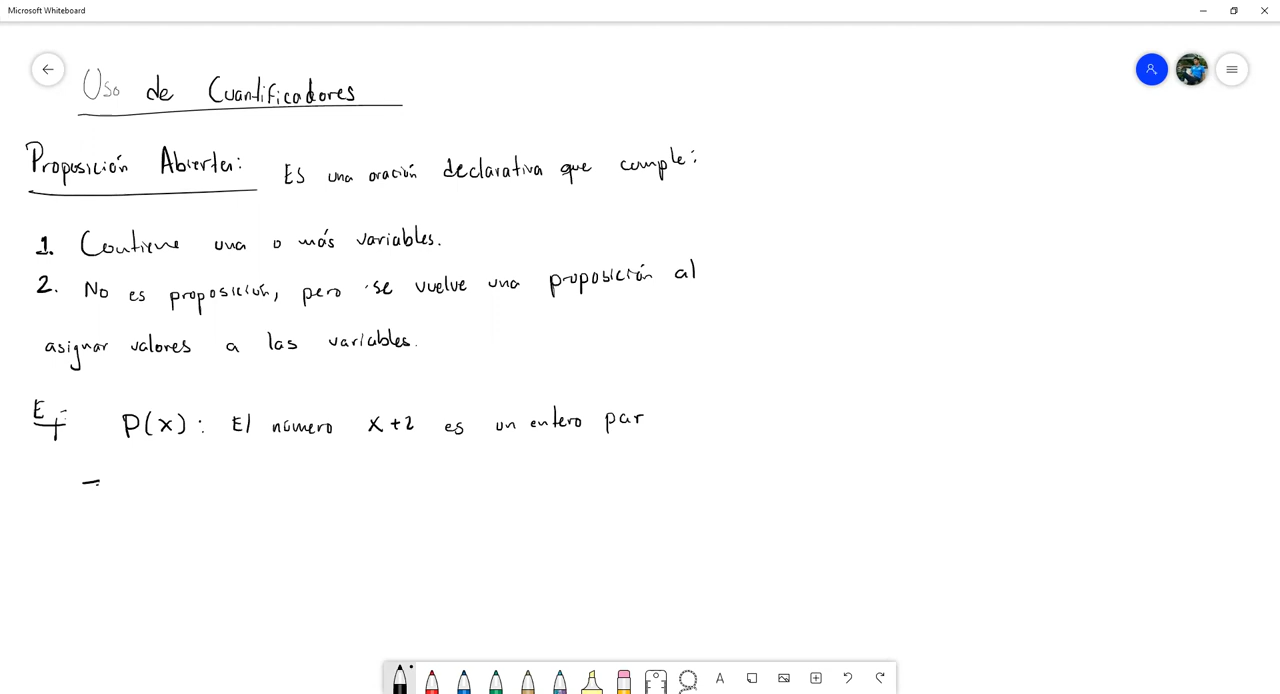 Microsoft Whiteboard
Uso de Cuantificadores
Proposición Abierta: Es una oración declarativa que cumple:
1. Contiene una o más variables.
2. No es proposición, pero se vuelve una proposición al
asignar valores a las variables.
Ej: P(x): El número x+2 es un entero par
A